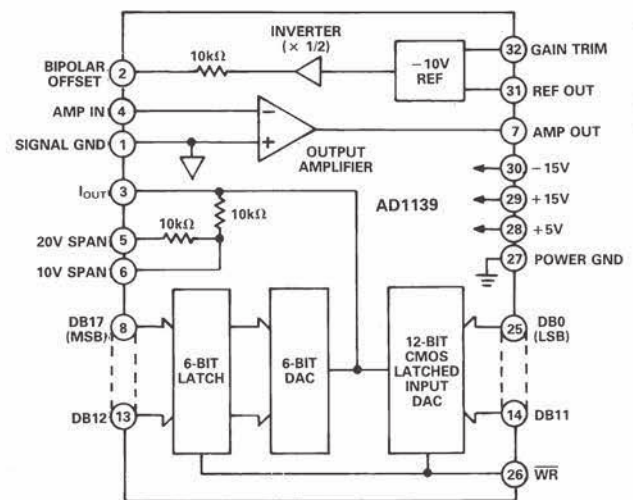 INVERTER
(× 1/2)
BIPOLAR
OFFSET
2
10kΩ
−10V
REF
32
GAIN TRIM
31
REF OUT
AMP IN
4
−
SIGNAL GND
1
+
OUTPUT
AMPLIFIER
7
AMP OUT
30
−15V
IOUT
3
10kΩ
AD1139
29
+15V
20V SPAN
5
10kΩ
28
+5V
10V SPAN
6
27
POWER GND
DB17
(MSB)
8
6-BIT
LATCH
6-BIT
DAC
12-BIT
CMOS
LATCHED
INPUT
DAC
25
DB0
(LSB)
DB12
13
14
DB11
26
WR